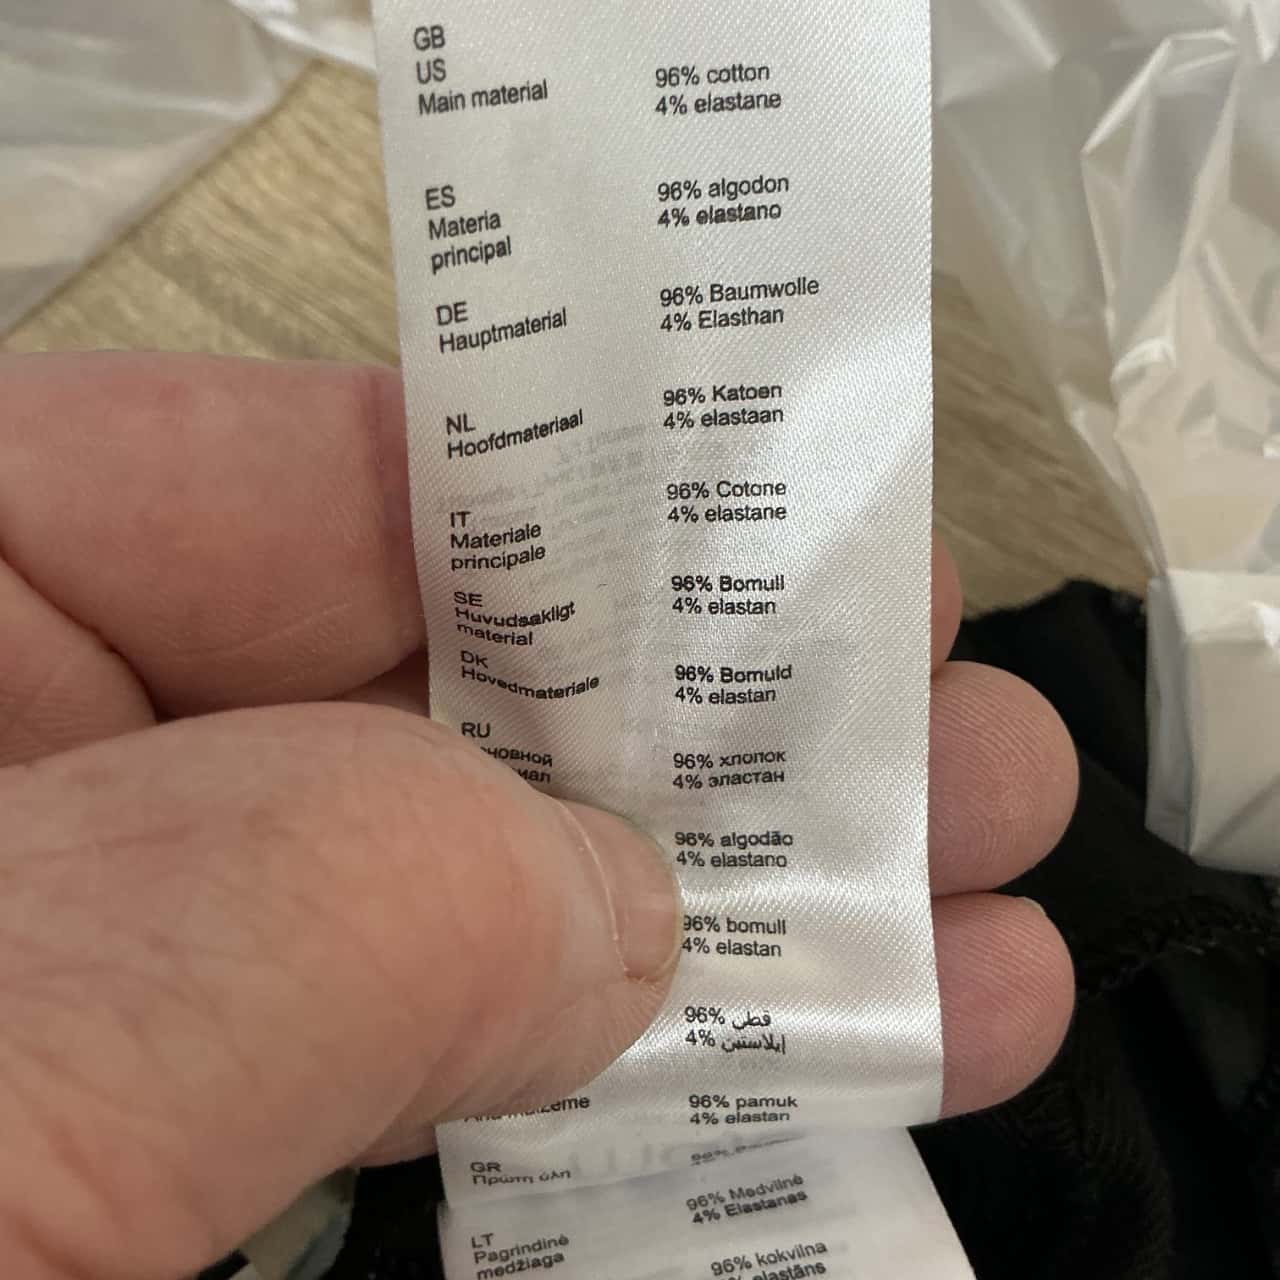 GB
US
Main material
96% cotton
4% elastane
ES
Materia
principal
96% algodon
4% elastano
DE
Hauptmaterial
96% Baumwolle
4% Elasthan
NL
Hoofdmateriaal
96% Katoen
4% elastaan
IT
Materiale
principale
96% Cotone
4% elastane
SE
Huvudsakligt
material
96% Bomull
4% elastan
DK
Hovedmateriale
96% Bomuld
4% elastan
RU
96% хлопок
4% эластан
96% algodão
4% elastano
96% bomull
4% elastan
96% قطن
4% إيلاستين
96% pamuk
4% elastan
GR
Πρώτη ύλη
LT
Pagrindinė
medžiaga
96% Medvilnė
4% Elastanas
96% kokvilna
elastāns